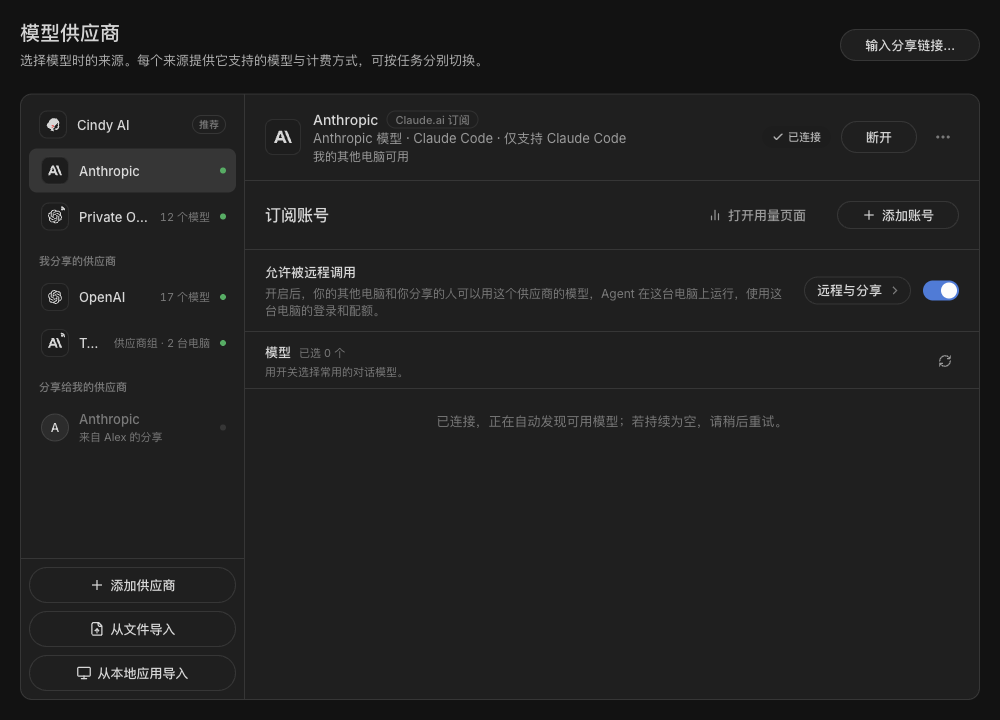 模型供应商
选择模型时的来源。每个来源提供它支持的模型与计费方式，可按任务分别切换。
输入分享链接...
Cindy AI
推荐
Anthropic
Private O...
12 个模型
我分享的供应商
OpenAI
17 个模型
T...
供应商组 · 2 台电脑
分享给我的供应商
A
Anthropic
来自 Alex 的分享
添加供应商
从文件导入
从本地应用导入
Anthropic
Claude.ai 订阅
Anthropic 模型 · Claude Code · 仅支持 Claude Code
我的其他电脑可用
已连接
断开
订阅账号
打开用量页面
添加账号
允许被远程调用
开启后，你的其他电脑和你分享的人可以用这个供应商的模型，Agent 在这台电脑上运行，使用这
台电脑的登录和配额。
远程与分享
模型 已选 0 个
用开关选择常用的对话模型。
已连接，正在自动发现可用模型；若持续为空，请稍后重试。